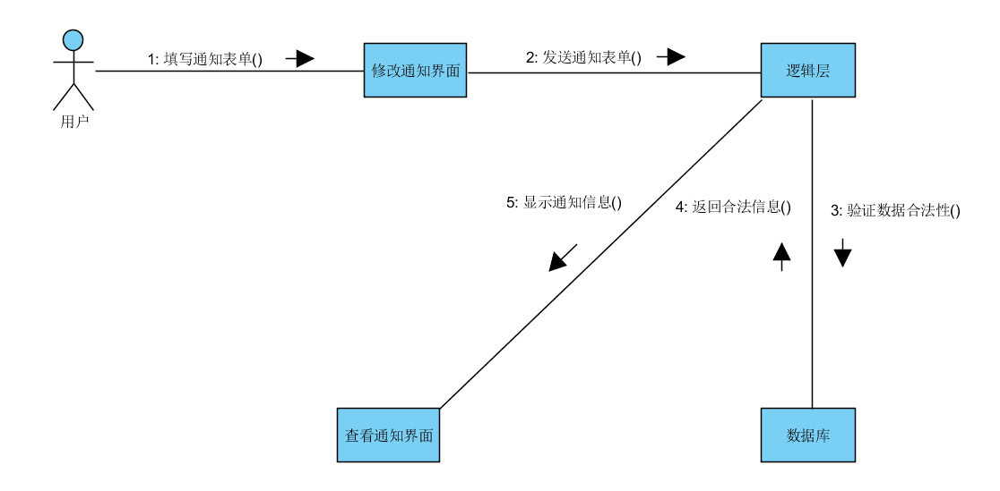 1: 填写通知表单()
2: 发送通知表单()
修改通知界面
逻辑层
用户
5: 显示通知信息()
4: 返回合法信息()
3: 验证数据合法性()
查看通知界面
数据库